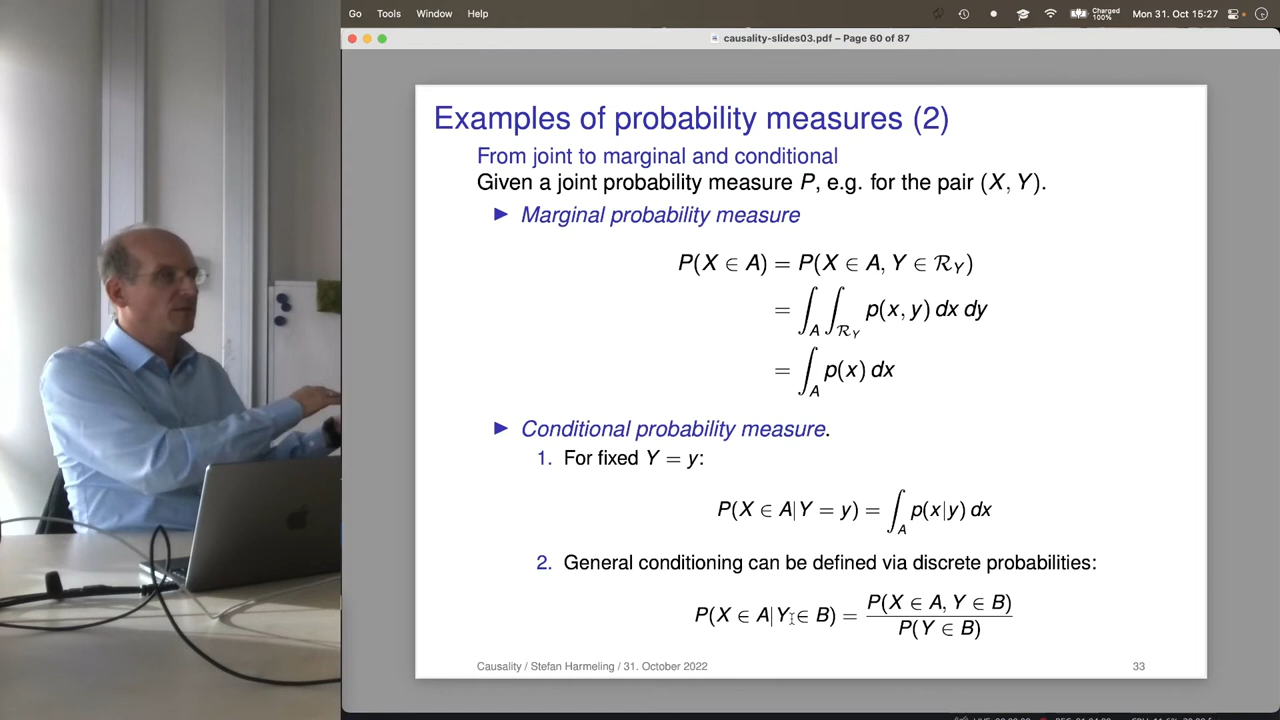 Go Tools Window Help
Charged 100% Mon 31. Oct 15:27
causality-slides03.pdf – Page 60 of 87
Examples of probability measures (2)
From joint to marginal and conditional
Given a joint probability measure P, e.g. for the pair (X, Y).
► Marginal probability measure
P(X ∈ A) = P(X ∈ A, Y ∈ ℛ_Y)
= ∫_A ∫_{ℛ_Y} p(x, y) dx dy
= ∫_A p(x) dx
► Conditional probability measure.
1. For fixed Y = y:
P(X ∈ A|Y = y) = ∫_A p(x|y) dx
2. General conditioning can be defined via discrete probabilities:
P(X ∈ A|Y ∈ B) = P(X ∈ A, Y ∈ B) / P(Y ∈ B)
Causality / Stefan Harmeling / 31. October 2022 33